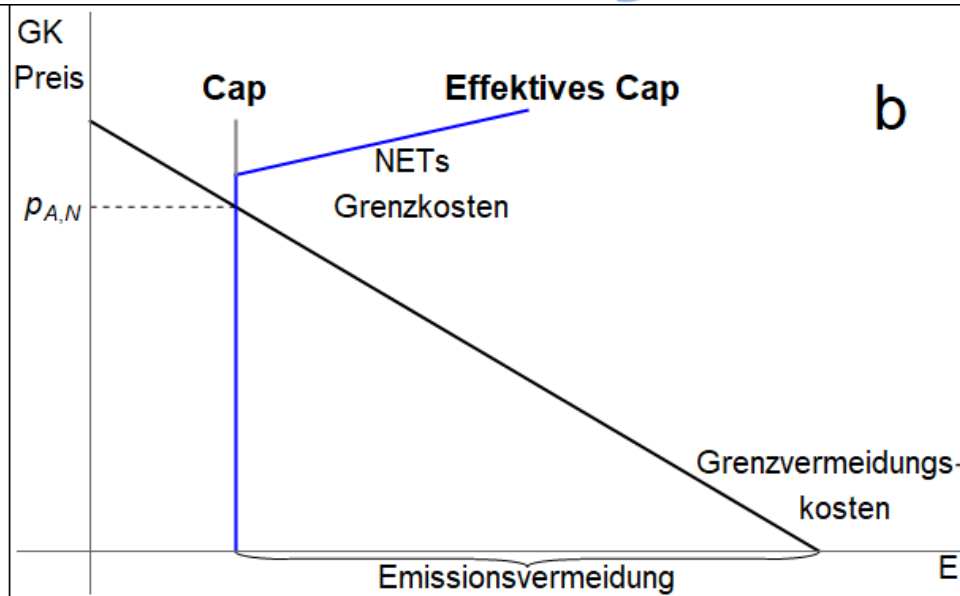 GK
Preis
Cap
Effektives Cap
b
NETs
Grenzkosten
pA,N
Grenzvermeidungs-
kosten
E
Emissionsvermeidung